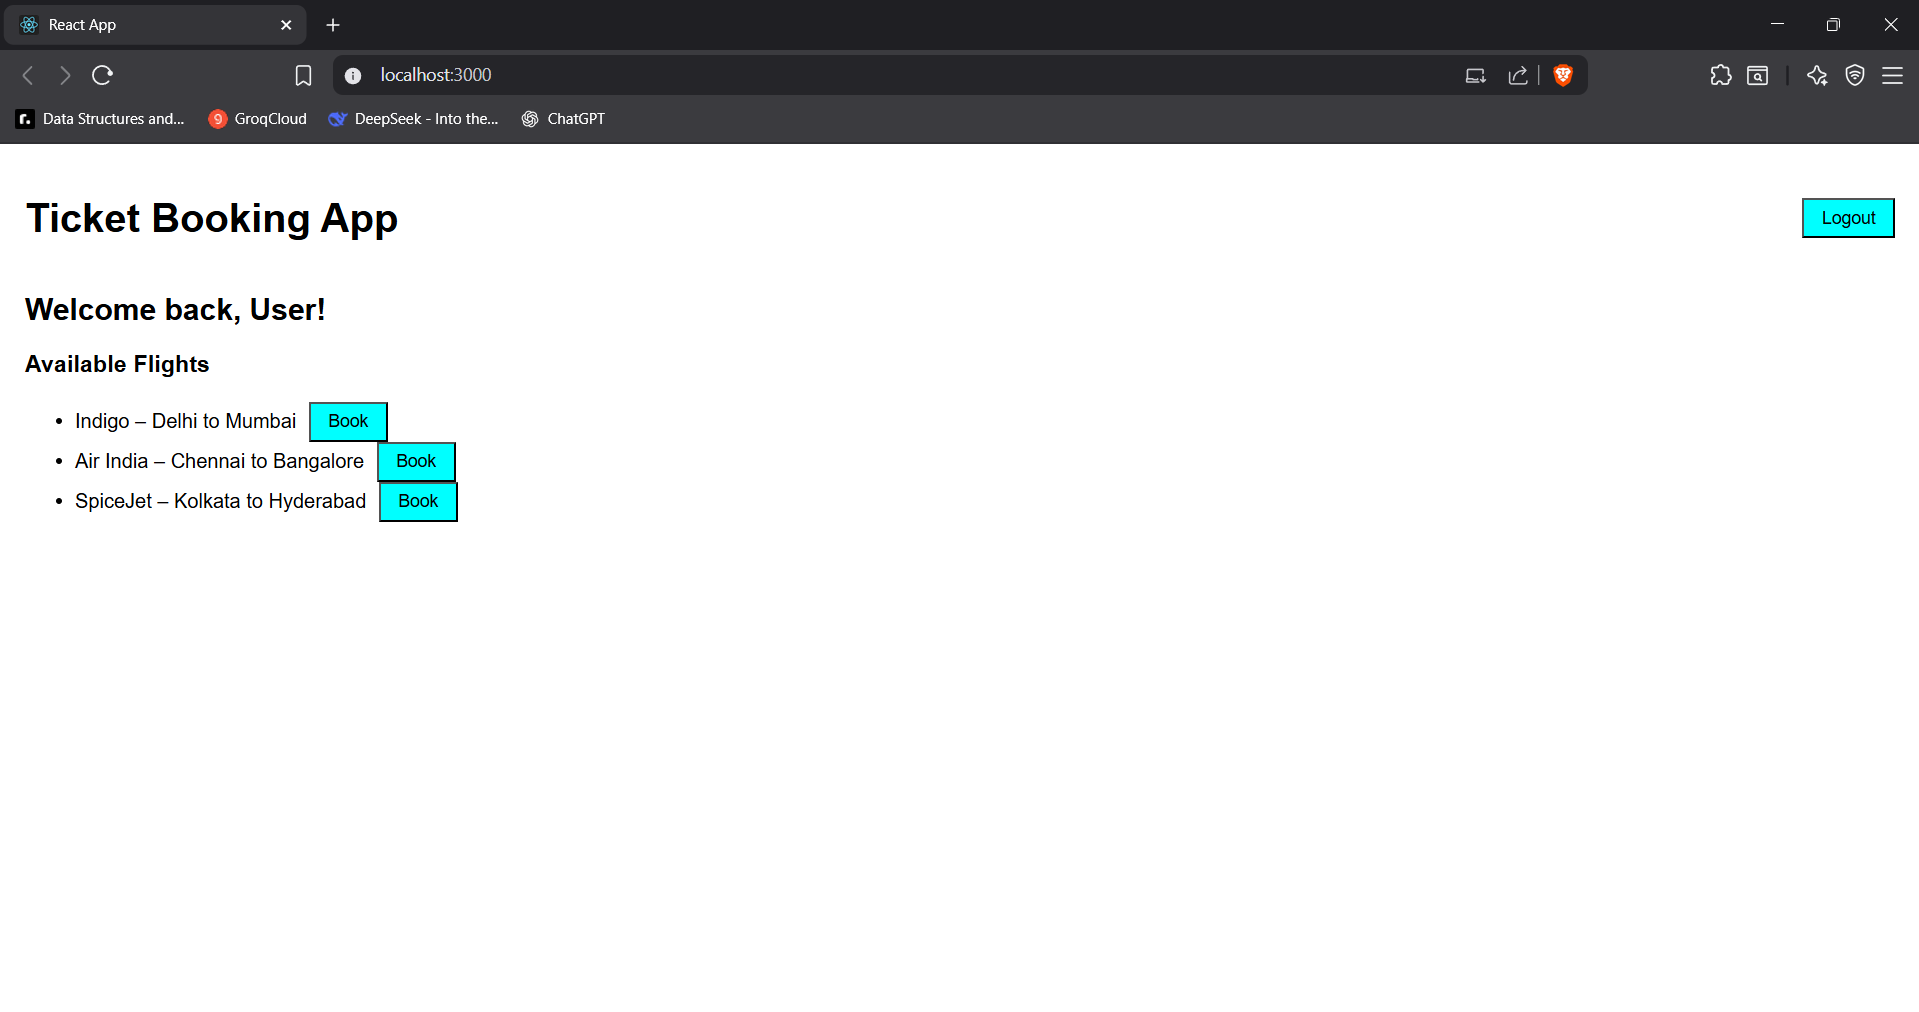 React App
localhost:3000
Data Structures and...
GroqCloud
DeepSeek - Into the...
ChatGPT
Ticket Booking App
Logout
Welcome back, User!
Available Flights
• Indigo – Delhi to Mumbai Book
• Air India – Chennai to Bangalore Book
• SpiceJet – Kolkata to Hyderabad Book